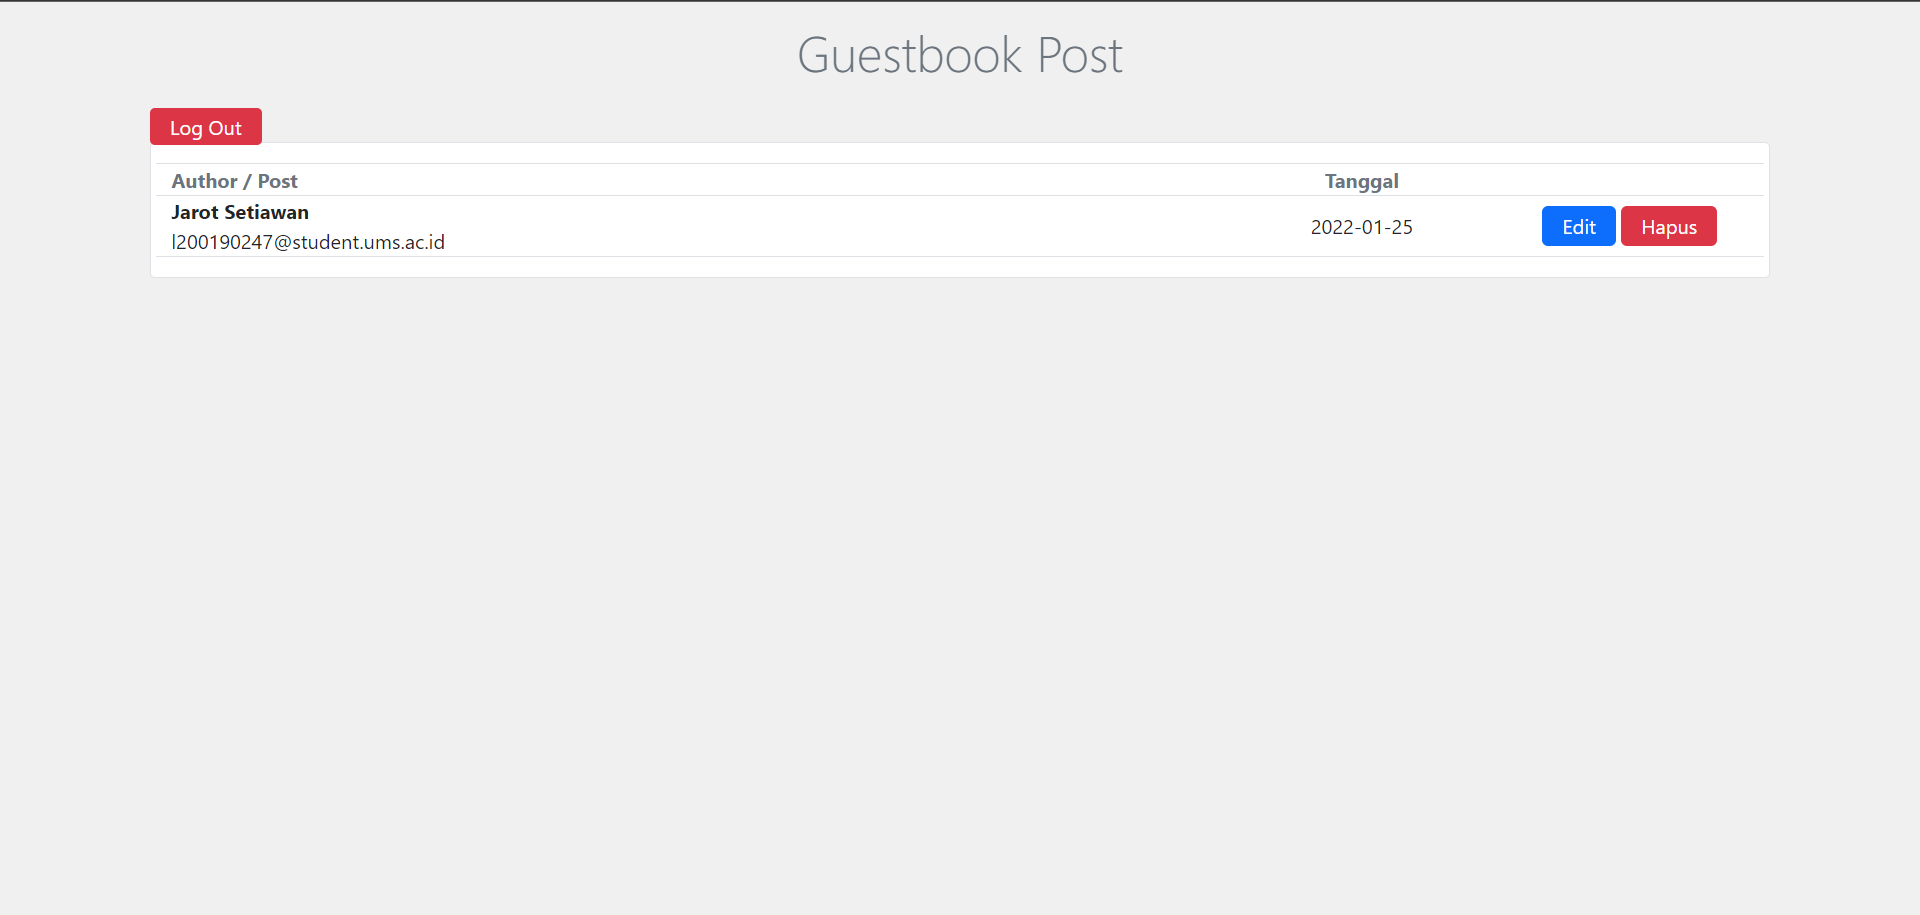 Guestbook Post
Log Out
Author / Post Tanggal
Jarot Setiawan
l200190247@student.ums.ac.id
2022-01-25
Edit Hapus